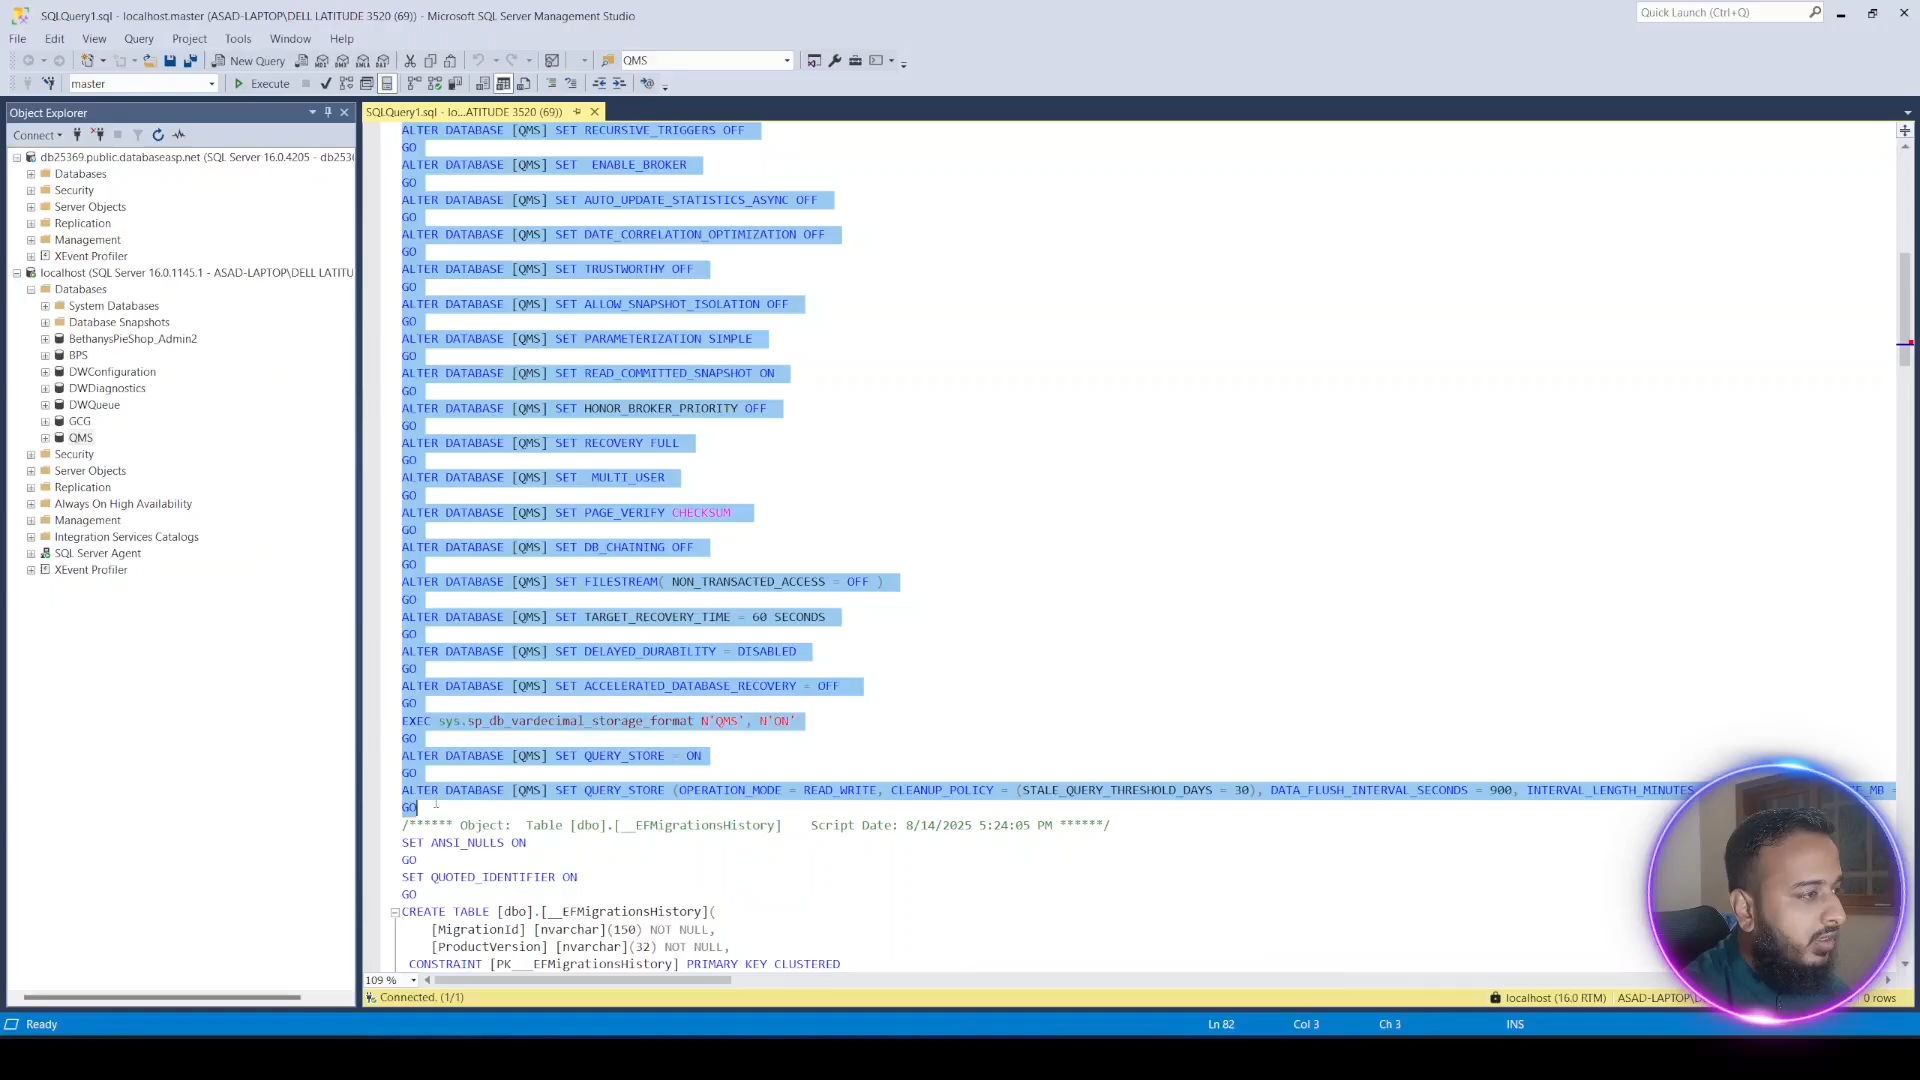 SQLQuery1.sql - localhost.master (ASAD-LAPTOP\DELL LATITUDE 3520 (69)) - Microsoft SQL Server Management Studio
Quick Launch (Ctrl+Q)
File Edit View Query Project Tools Window Help
New Query
QMS
master
Execute
Object Explorer
Connect
db25369.public.databaseasp.net (SQL Server 16.0.4205 - db253
Databases
Security
Server Objects
Replication
Management
XEvent Profiler
localhost (SQL Server 16.0.1145.1 - ASAD-LAPTOP\DELL LATITU
Databases
System Databases
Database Snapshots
BethanysPieShop_Admin2
BPS
DWConfiguration
DWDiagnostics
DWQueue
GCG
QMS
Security
Server Objects
Replication
Always On High Availability
Management
Integration Services Catalogs
SQL Server Agent
XEvent Profiler
SQLQuery1.sql - lo...ATITUDE 3520 (69))
ALTER DATABASE [QMS] SET RECURSIVE_TRIGGERS OFF
GO
ALTER DATABASE [QMS] SET  ENABLE_BROKER
GO
ALTER DATABASE [QMS] SET AUTO_UPDATE_STATISTICS_ASYNC OFF
GO
ALTER DATABASE [QMS] SET DATE_CORRELATION_OPTIMIZATION OFF
GO
ALTER DATABASE [QMS] SET TRUSTWORTHY OFF
GO
ALTER DATABASE [QMS] SET ALLOW_SNAPSHOT_ISOLATION OFF
GO
ALTER DATABASE [QMS] SET PARAMETERIZATION SIMPLE
GO
ALTER DATABASE [QMS] SET READ_COMMITTED_SNAPSHOT ON
GO
ALTER DATABASE [QMS] SET HONOR_BROKER_PRIORITY OFF
GO
ALTER DATABASE [QMS] SET RECOVERY FULL
GO
ALTER DATABASE [QMS] SET  MULTI_USER
GO
ALTER DATABASE [QMS] SET PAGE_VERIFY CHECKSUM
GO
ALTER DATABASE [QMS] SET DB_CHAINING OFF
GO
ALTER DATABASE [QMS] SET FILESTREAM( NON_TRANSACTED_ACCESS = OFF )
GO
ALTER DATABASE [QMS] SET TARGET_RECOVERY_TIME = 60 SECONDS
GO
ALTER DATABASE [QMS] SET DELAYED_DURABILITY = DISABLED
GO
ALTER DATABASE [QMS] SET ACCELERATED_DATABASE_RECOVERY = OFF
GO
EXEC sys.sp_db_vardecimal_storage_format N'QMS', N'ON'
GO
ALTER DATABASE [QMS] SET QUERY_STORE = ON
GO
ALTER DATABASE [QMS] SET QUERY_STORE (OPERATION_MODE = READ_WRITE, CLEANUP_POLICY = (STALE_QUERY_THRESHOLD_DAYS = 30), DATA_FLUSH_INTERVAL_SECONDS = 900, INTERVAL_LENGTH_MINUTES _MB =
GO
/****** Object:  Table [dbo].[__EFMigrationsHistory]    Script Date: 8/14/2025 5:24:05 PM ******/
SET ANSI_NULLS ON
GO
SET QUOTED_IDENTIFIER ON
GO
CREATE TABLE [dbo].[__EFMigrationsHistory](
[MigrationId] [nvarchar](150) NOT NULL,
[ProductVersion] [nvarchar](32) NOT NULL,
CONSTRAINT [PK___EFMigrationsHistory] PRIMARY KEY CLUSTERED
109 %
Connected. (1/1)
localhost (16.0 RTM) ASAD-LAPTOP\D 0 rows
Ready
Ln 82 Col 3 Ch 3 INS